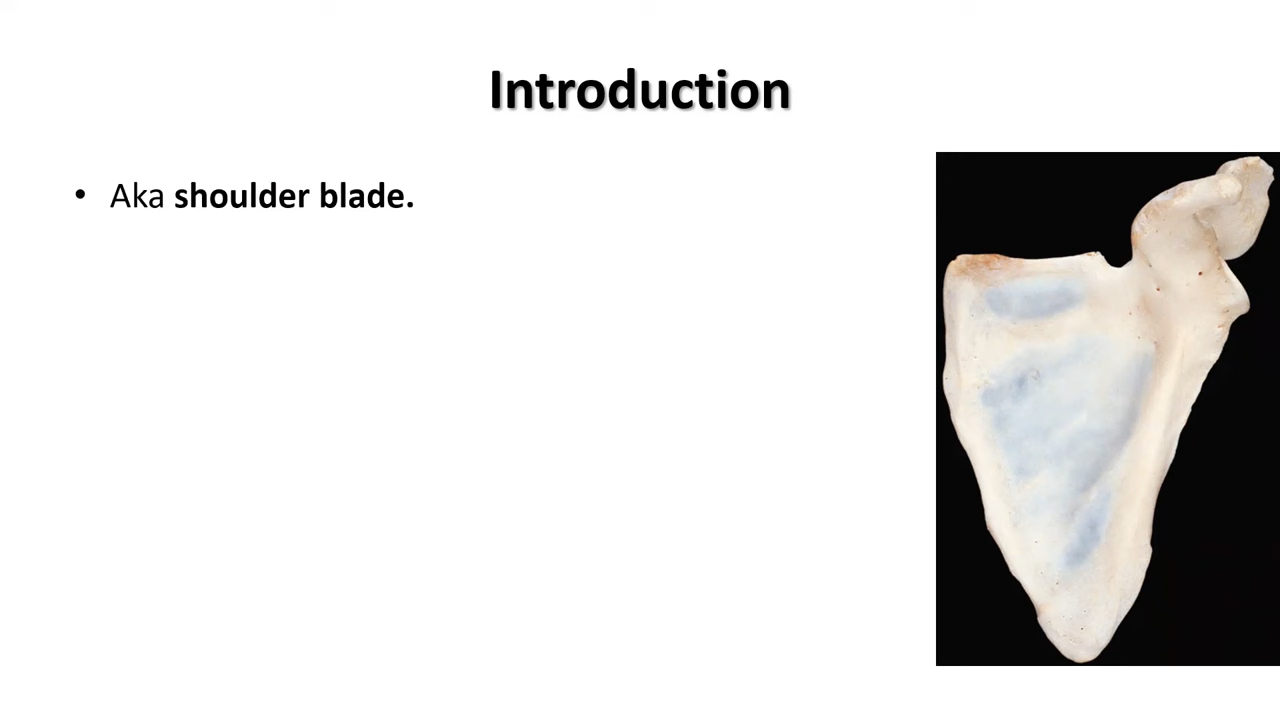 Introduction
• Aka shoulder blade.